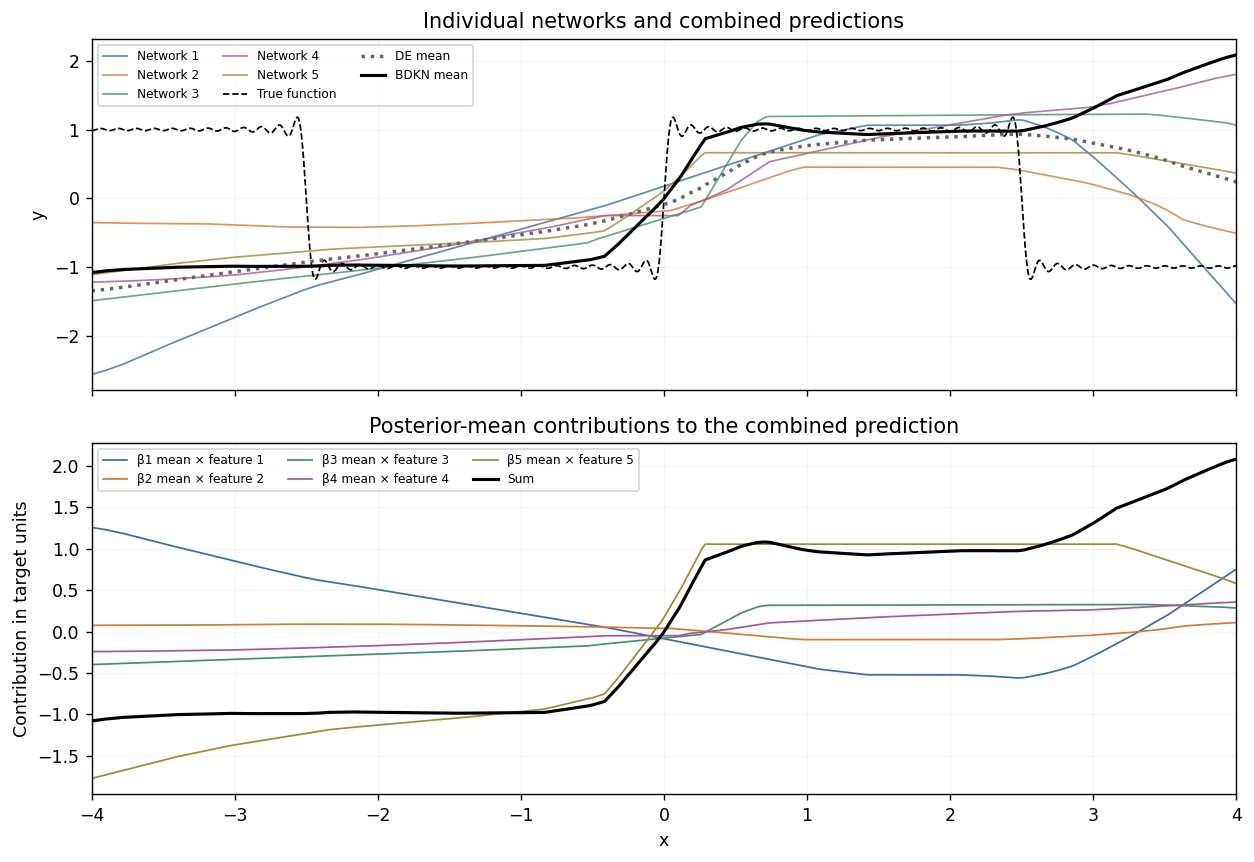 Individual networks and combined predictions
Network 1
Network 2
Network 3
Network 4
Network 5
True function
DE mean
BDKN mean
2
1
0
−1
−2
y
Posterior-mean contributions to the combined prediction
β1 mean × feature 1
β2 mean × feature 2
β3 mean × feature 3
β4 mean × feature 4
β5 mean × feature 5
Sum
2.0
1.5
1.0
0.5
0.0
−0.5
−1.0
−1.5
Contribution in target units
−4
−3
−2
−1
0
1
2
3
4
x